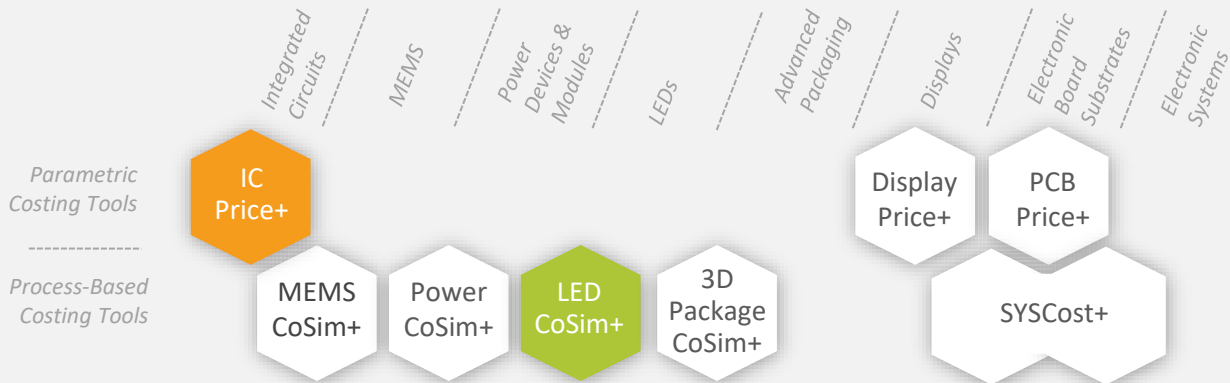 Integrated
Circuits
MEMS
Power
Devices &
Modules
LEDs
Advanced
Packaging
Displays
Electronic
Board
Substrates
Electronic
Systems
Parametric
Costing Tools
IC
Price+
Display
Price+
PCB
Price+
Process-Based
Costing Tools
MEMS
CoSim+
Power
CoSim+
LED
CoSim+
3D
Package
CoSim+
SYSCost+